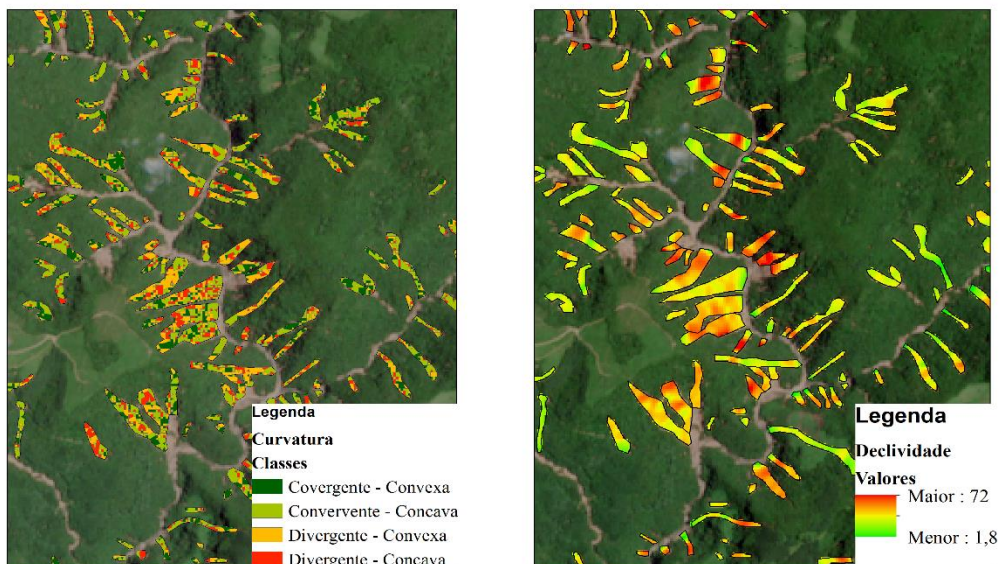 Legenda
Curvatura
Classes
Covergente - Convexa
Convervente - Concava
Divergente - Convexa
Divergente - Concava
Legenda
Declividade
Valores
Maior : 72
Menor : 1,8